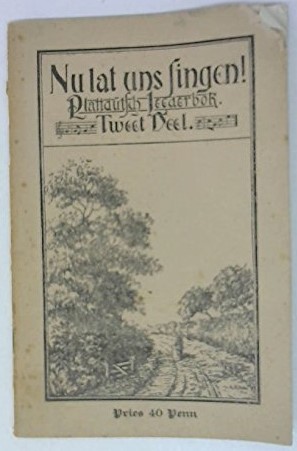 Nu lat uns singen!
Plattdütsch Leederbok.
Tweet Deel.
Pries 40 Penn